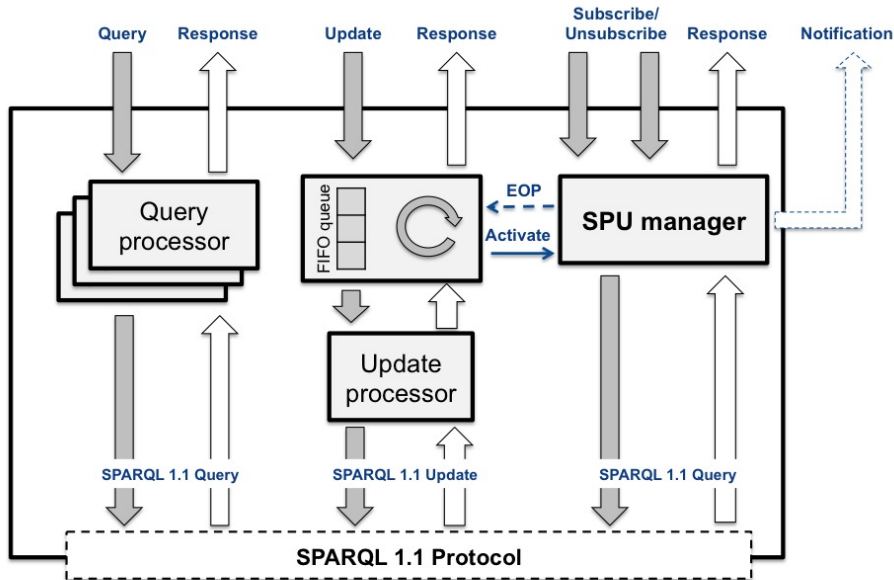 Query
Response
Update
Response
Subscribe/
Unsubscribe
Response
Notification
Query
processor
FIFO queue
EOP
Activate
SPU manager
Update
processor
SPARQL 1.1 Query
SPARQL 1.1 Update
SPARQL 1.1 Query
SPARQL 1.1 Protocol